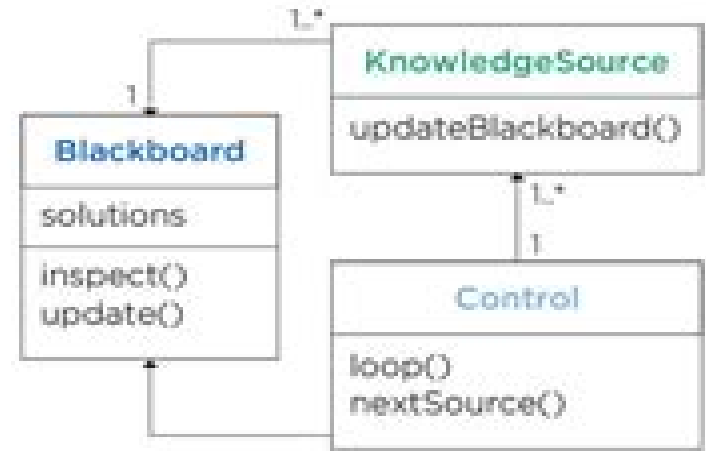 1..*
KnowledgeSource
updateBlackboard()
1
Blackboard
solutions
inspect()
update()
1..*
1
Control
loop()
nextSource()